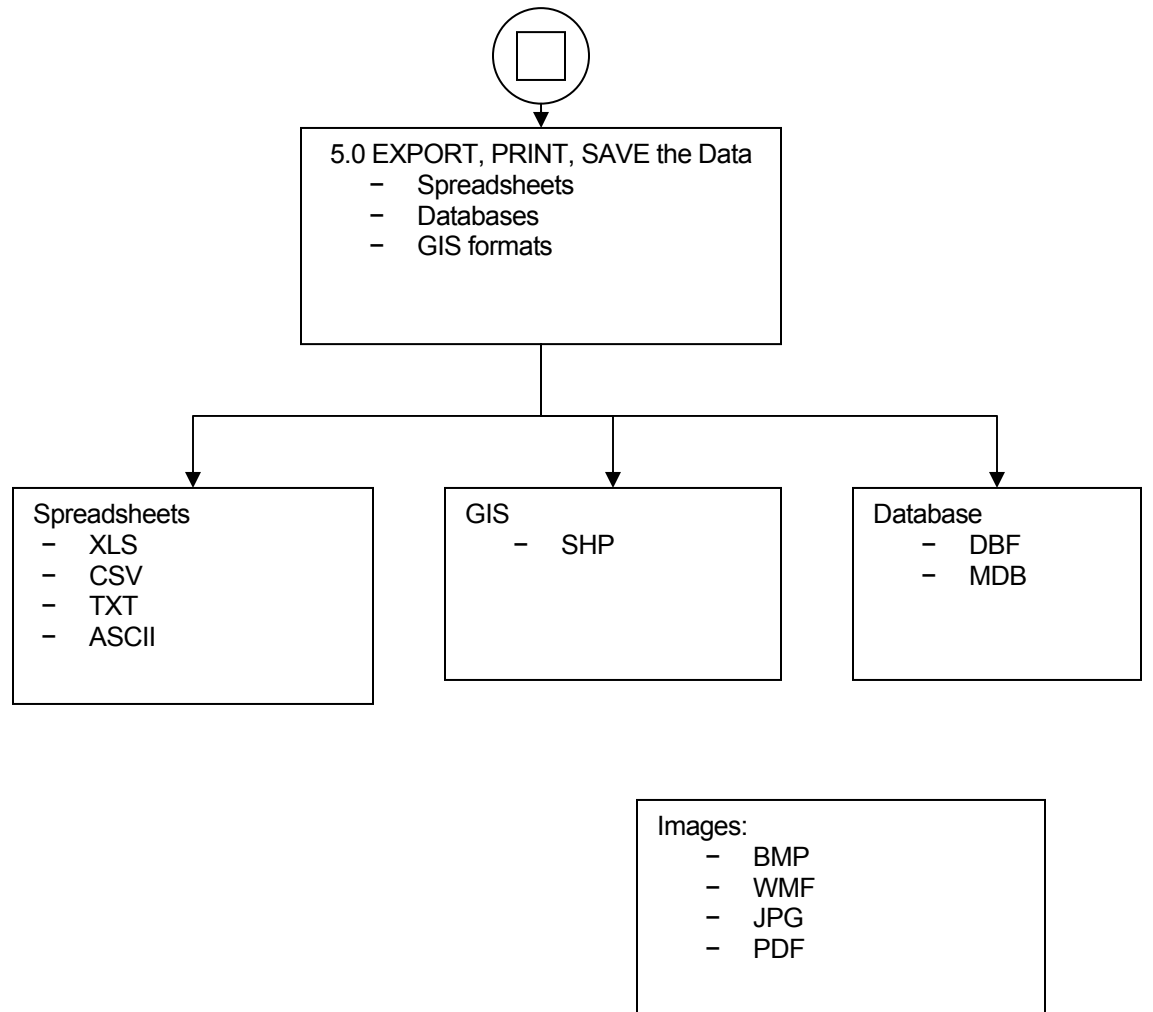 5.0 EXPORT, PRINT, SAVE the Data
− Spreadsheets
− Databases
− GIS formats
Spreadsheets
− XLS
− CSV
− TXT
− ASCII
GIS
− SHP
Database
− DBF
− MDB
Images:
− BMP
− WMF
− JPG
− PDF